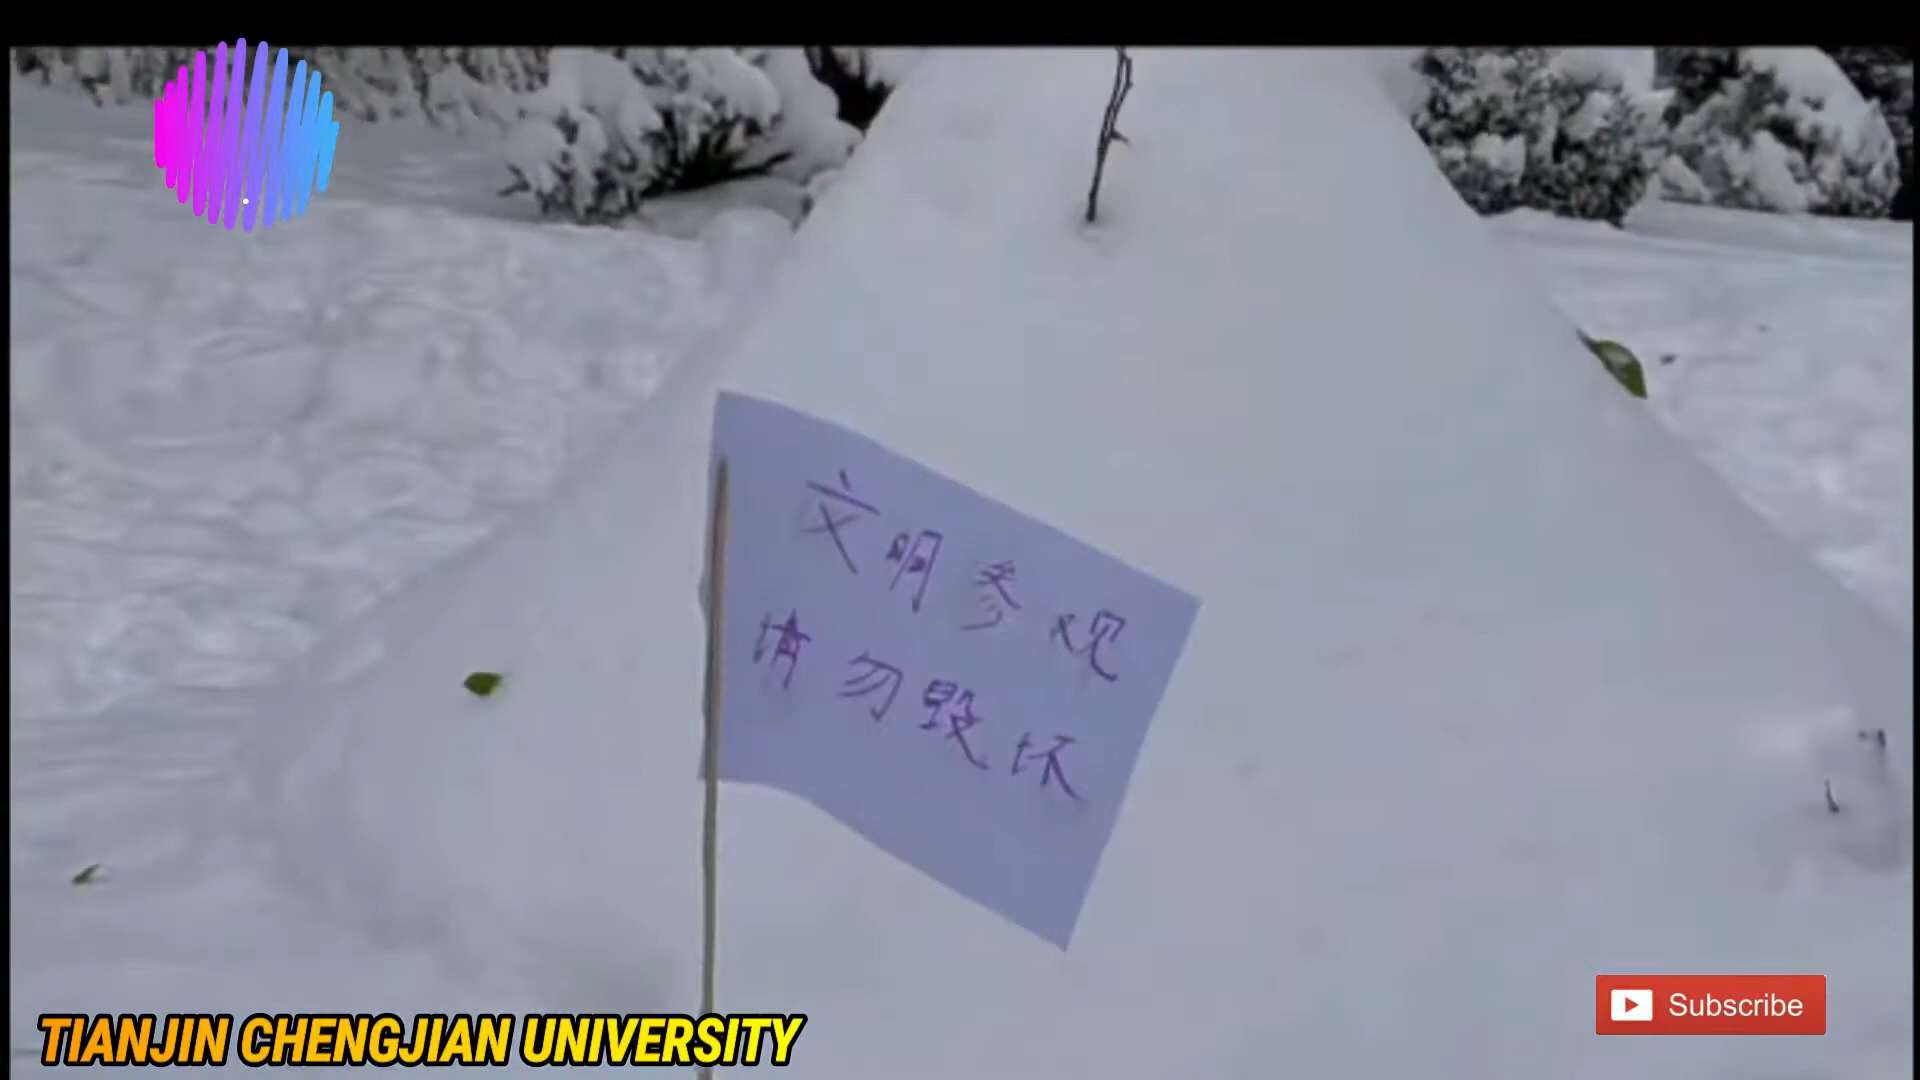 文明参观
请勿毁坏
TIANJIN CHENGJIAN UNIVERSITY
Subscribe